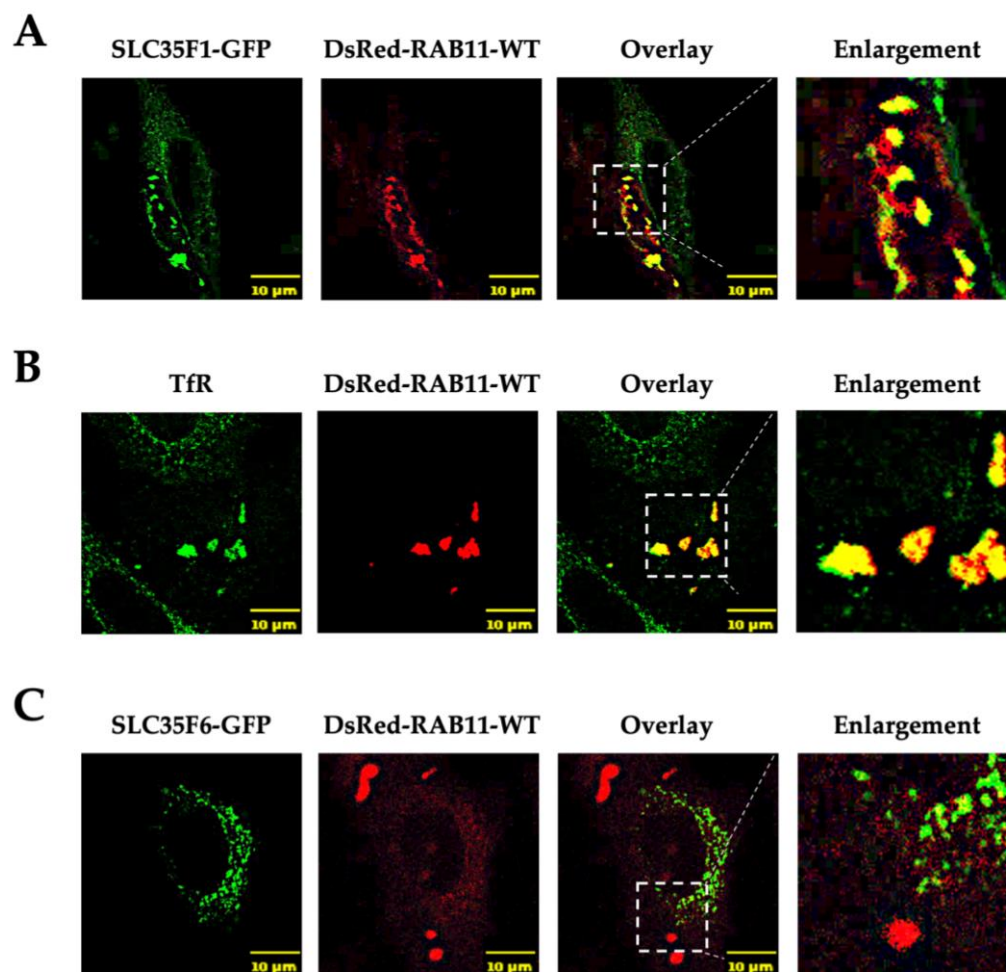 A
SLC35F1-GFP DsRed-RAB11-WT Overlay Enlargement
10 µm 10 µm 10 µm
B
TfR DsRed-RAB11-WT Overlay Enlargement
10 µm 10 µm 10 µm
C
SLC35F6-GFP DsRed-RAB11-WT Overlay Enlargement
10 µm 10 µm 10 µm